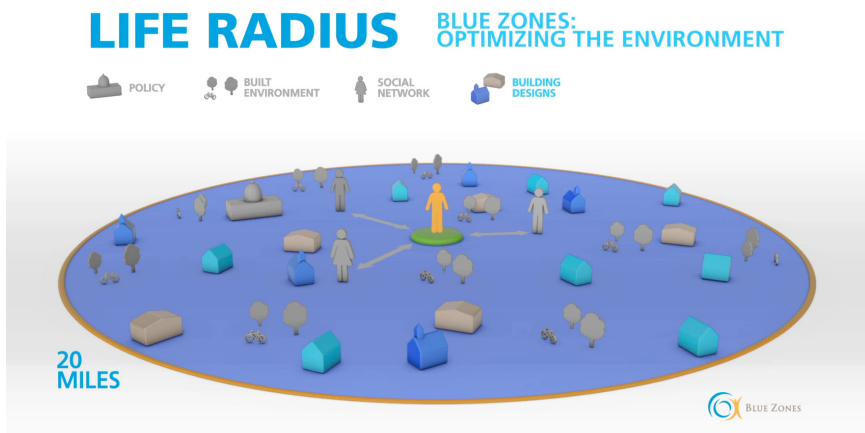 LIFE RADIUS
BLUE ZONES:
OPTIMIZING THE ENVIRONMENT
POLICY
BUILT
ENVIRONMENT
SOCIAL
NETWORK
BUILDING
DESIGNS
20
MILES
BLUE ZONES